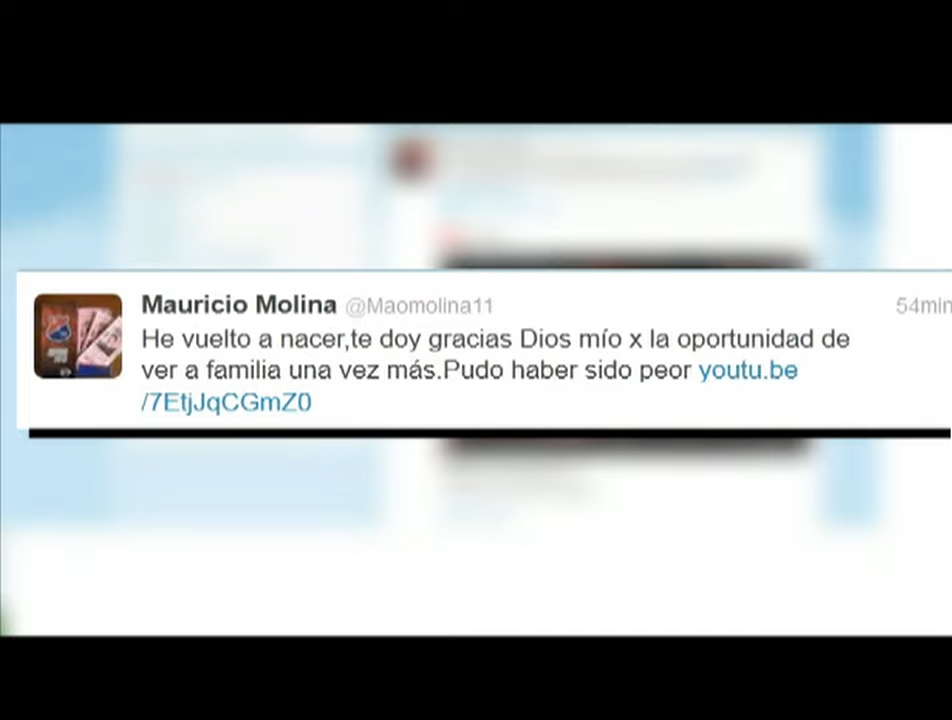 Mauricio Molina @Maomolina11 54min
He vuelto a nacer,te doy gracias Dios mío x la oportunidad de
ver a familia una vez más.Pudo haber sido peor youtu.be
/7EtjJqCGmZ0